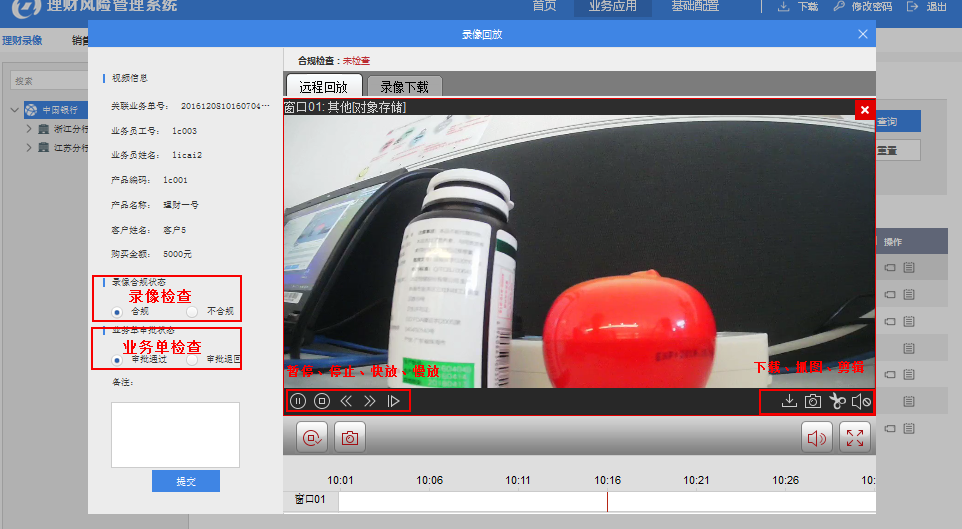 理财风险管理系统
首页 业务应用 基础配置 下载 修改密码 退出
理财录像 销售
录像回放
搜索
中国银行
浙江分行
江苏分行
视频信息
关联业务单号： 2016120810160704···
业务员工号： lc003
业务员姓名： licai2
产品编码： lc001
产品名称： 理财一号
客户姓名： 客户5
购买金额： 5000元
录像合规状态
录像检查
合规 不合规
业务单审批状态
业务单检查
审批通过 审批退回
备注：
提交
合规检查：未检查
远程回放 录像下载
窗口01: 其他[对象存储]
暂停、停止、快放、慢放
下载、抓图、剪辑
10:01 10:06 10:11 10:16 10:21 10:26 10:
窗口01
查询
重置
操作